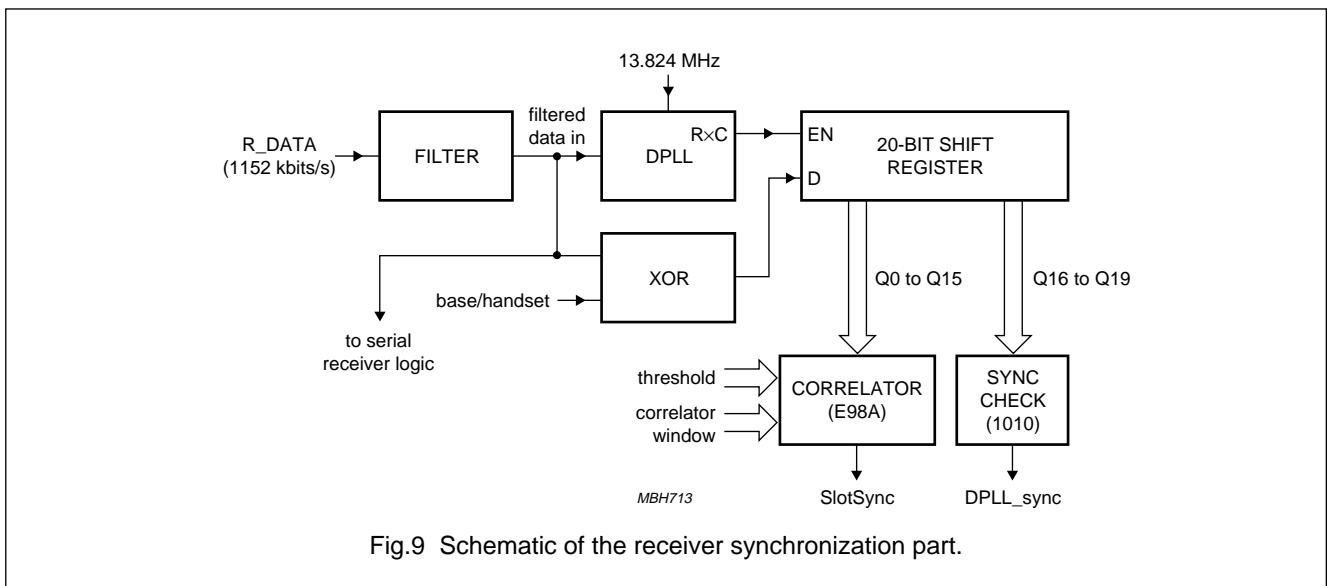 13.824 MHz
R_DATA
(1152 kbits/s)
FILTER
filtered
data in
R×C
DPLL
EN
D
20-BIT SHIFT
REGISTER
XOR
base/handset
to serial
receiver logic
Q0 to Q15
Q16 to Q19
threshold
correlator
window
CORRELATOR
(E98A)
SYNC
CHECK
(1010)
MBH713
SlotSync
DPLL_sync
Fig.9 Schematic of the receiver synchronization part.